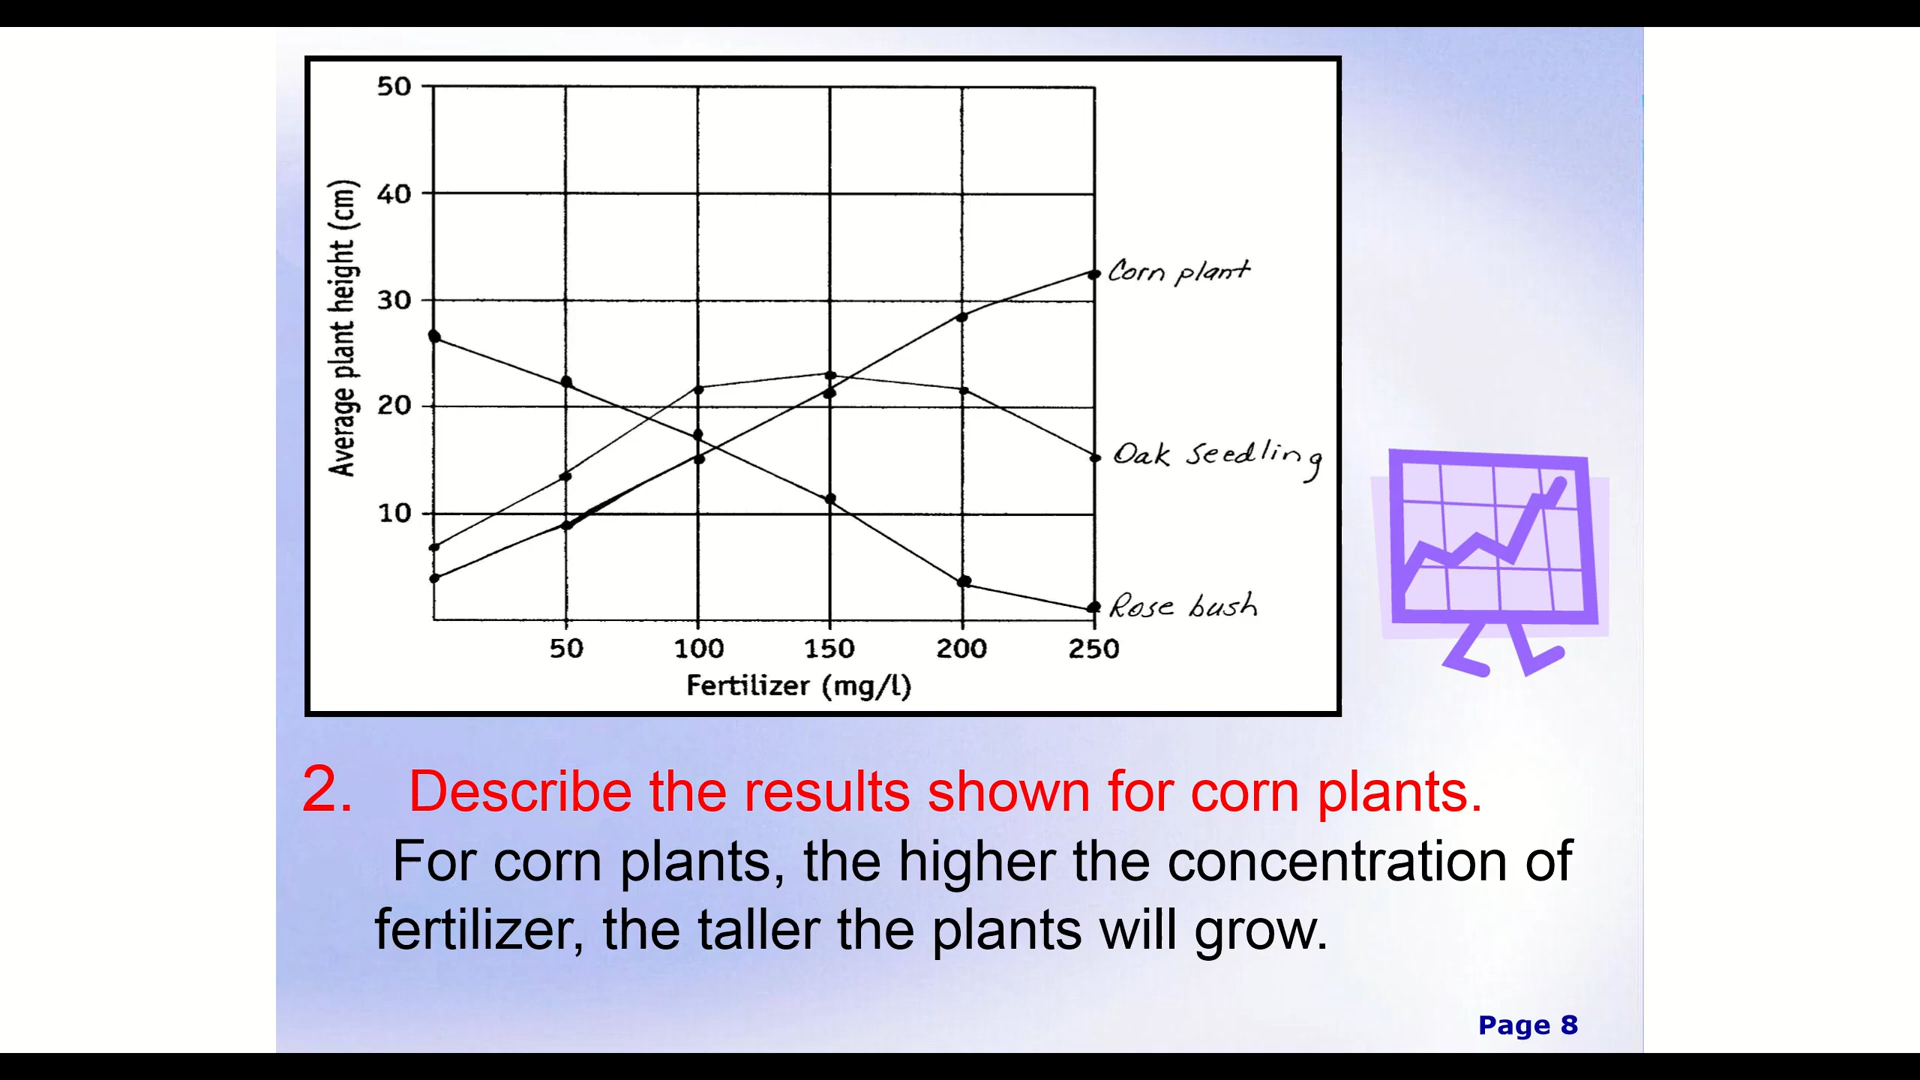 50
40
30
20
10
Average plant height (cm)
Corn plant
Oak Seedling
Rose bush
50 100 150 200 250
Fertilizer (mg/l)
2. Describe the results shown for corn plants.
For corn plants, the higher the concentration of
fertilizer, the taller the plants will grow.
Page 8